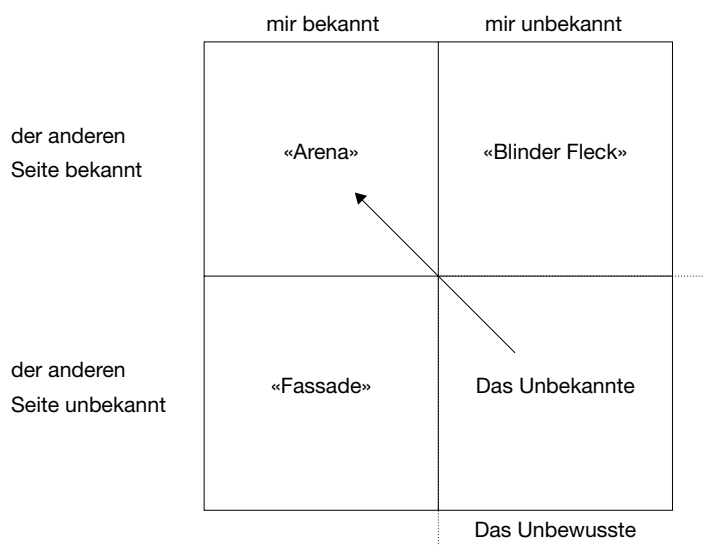 mir bekannt
mir unbekannt
der anderen
Seite bekannt
«Arena»
«Blinder Fleck»
der anderen
Seite unbekannt
«Fassade»
Das Unbekannte
Das Unbewusste